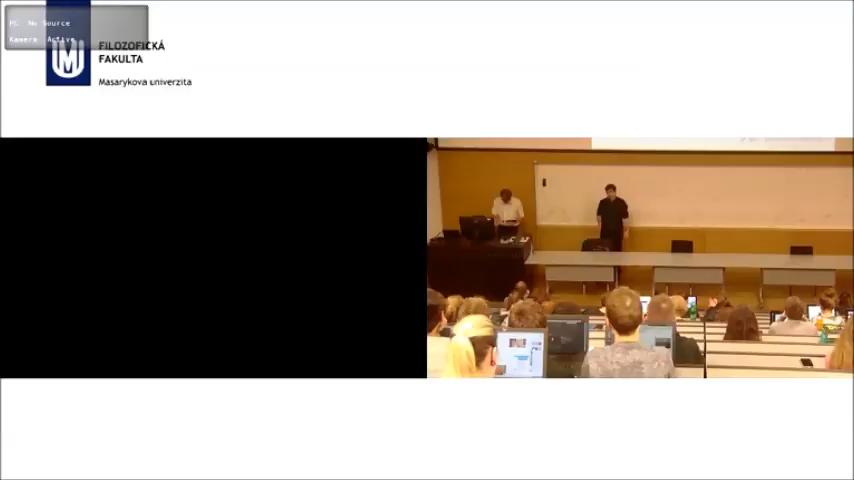 PC No Source
Kamera Active
FILOZOFICKÁ
FAKULTA
Masarykova univerzita